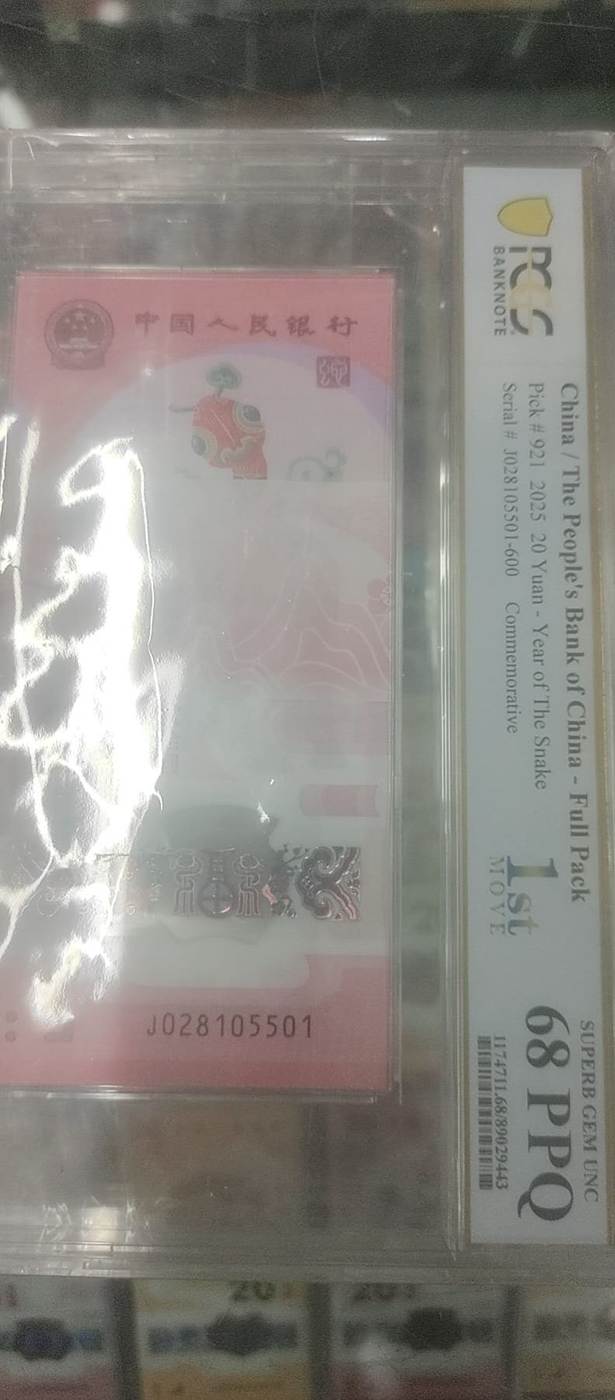 PCGS
BANKNOTE
China / The People's Bank of China - Full Pack
Pick # 921 2025 20 Yuan - Year of The Snake
Serial # J028105501-600 Commemorative
1st
MOVE
SUPERB GEM UNC
68 PPQ
1174711.68/89029443
中国人民银行
J028105501